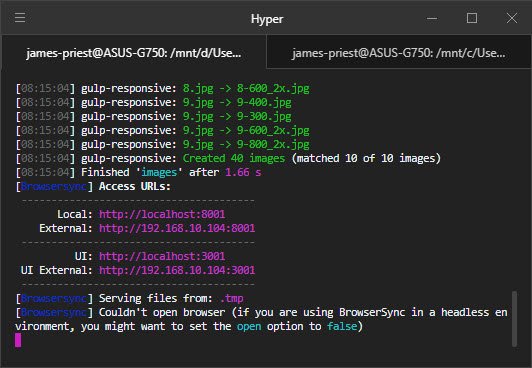 Hyper
james-priest@ASUS-G750: /mnt/d/Use...
james-priest@ASUS-G750: /mnt/c/Use...
[08:15:04] gulp-responsive: 8.jpg -> 8-600_2x.jpg
[08:15:04] gulp-responsive: 9.jpg -> 9-400.jpg
[08:15:04] gulp-responsive: 9.jpg -> 9-300.jpg
[08:15:04] gulp-responsive: 9.jpg -> 9-600_2x.jpg
[08:15:04] gulp-responsive: 9.jpg -> 9-800_2x.jpg
[08:15:04] gulp-responsive: Created 40 images (matched 10 of 10 images)
[08:15:04] Finished 'images' after 1.66 s
[Browsersync] Access URLs:
--------------------------------------
Local: http://localhost:8001
External: http://192.168.10.104:8001
--------------------------------------
UI: http://localhost:3001
UI External: http://192.168.10.104:3001
--------------------------------------
[Browsersync] Serving files from: .tmp
[Browsersync] Couldn't open browser (if you are using BrowserSync in a headless en
vironment, you might want to set the open option to false)